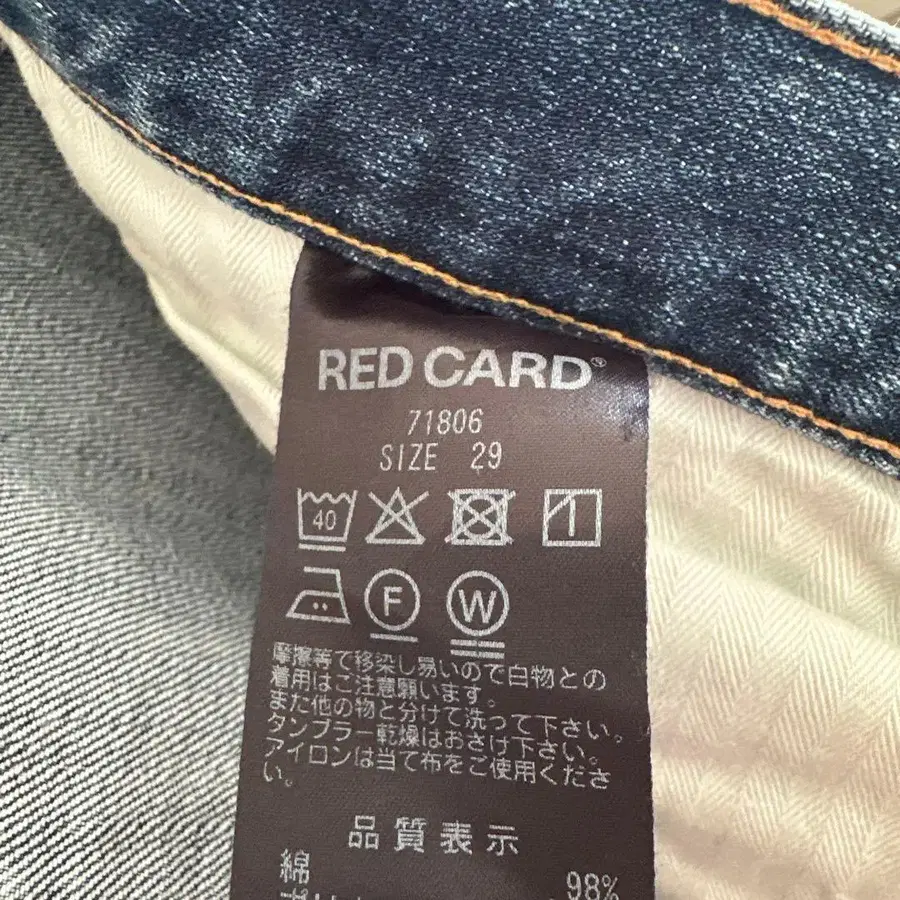 RED CARD®
71806
SIZE 29
40
F
W
摩擦等で移染し易いので白物との
着用はご注意願います。
また他の物と分けて洗って下さい。
タンブラー乾燥はおさけ下さい。
アイロンは当て布をご使用くださ
い。
品質表示
綿 98%